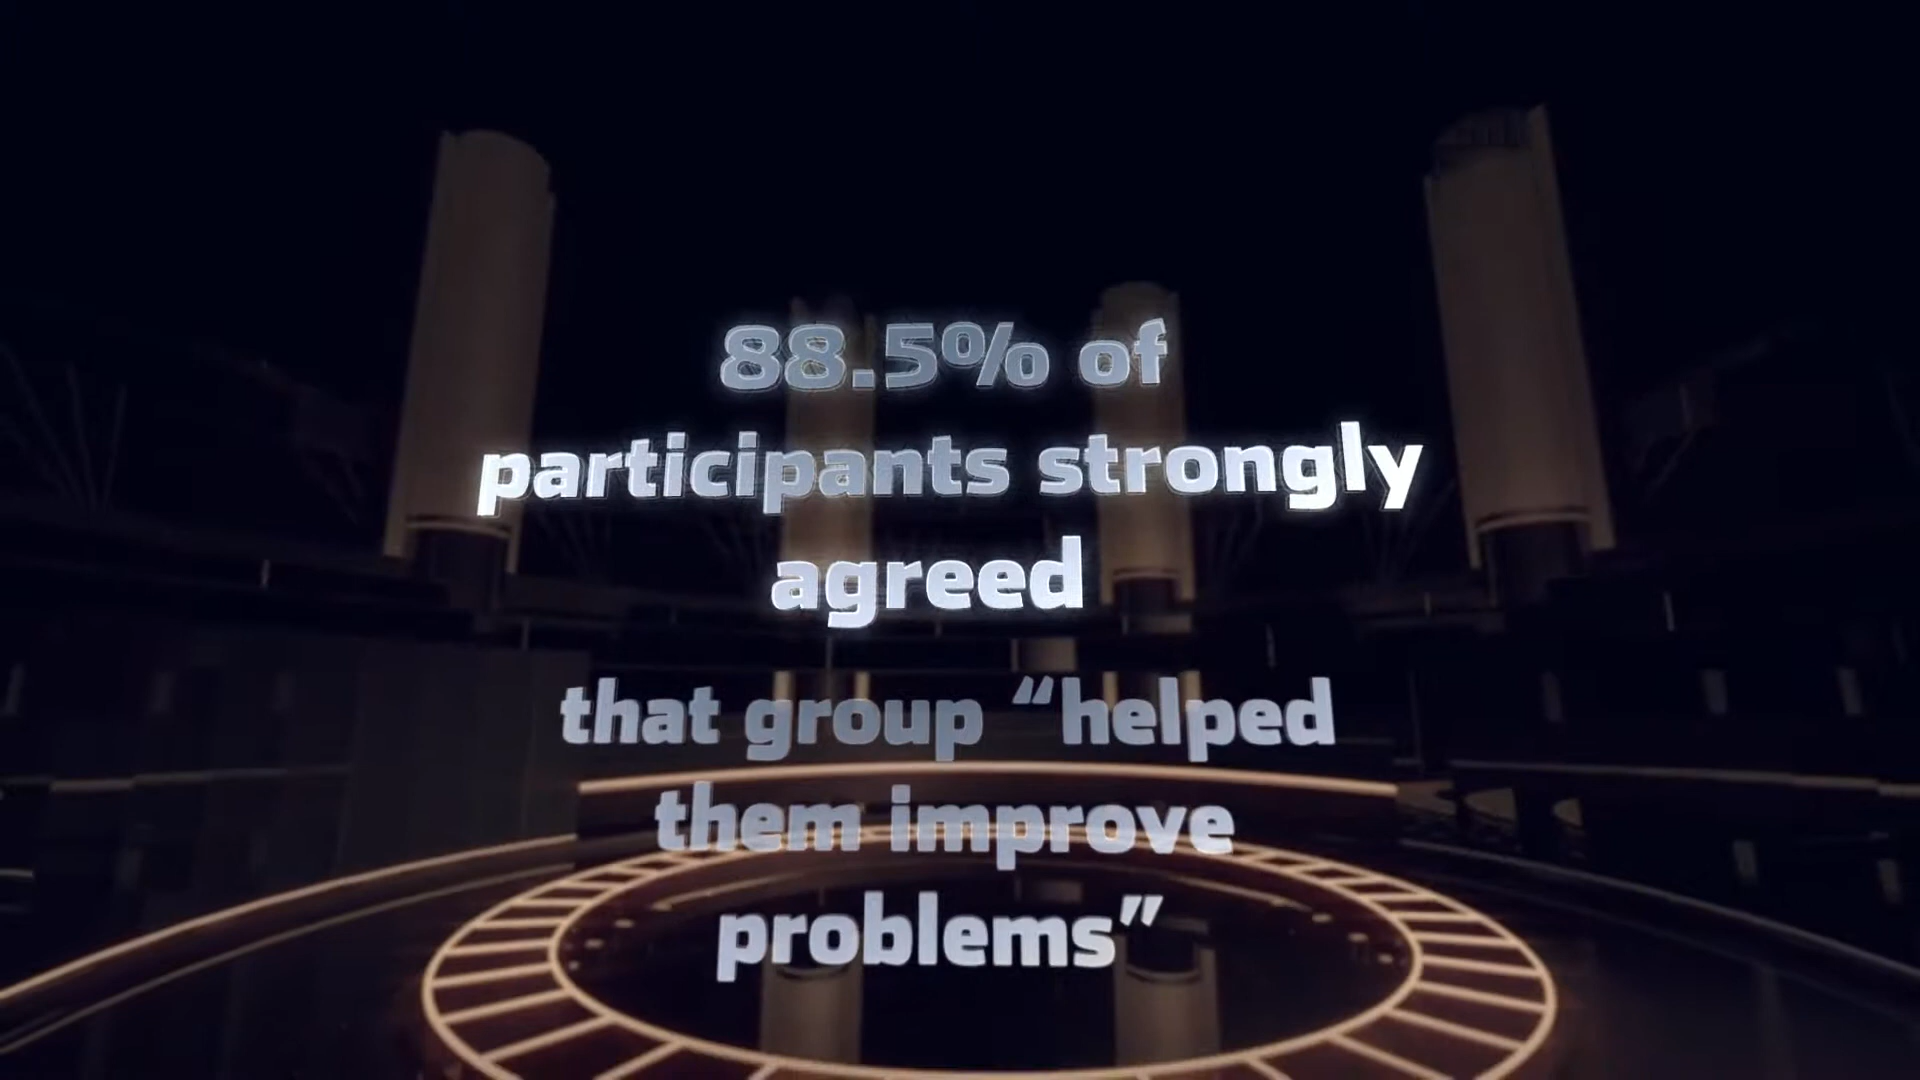 88.5% of
participants strongly
agreed
that group “helped
them improve
problems”